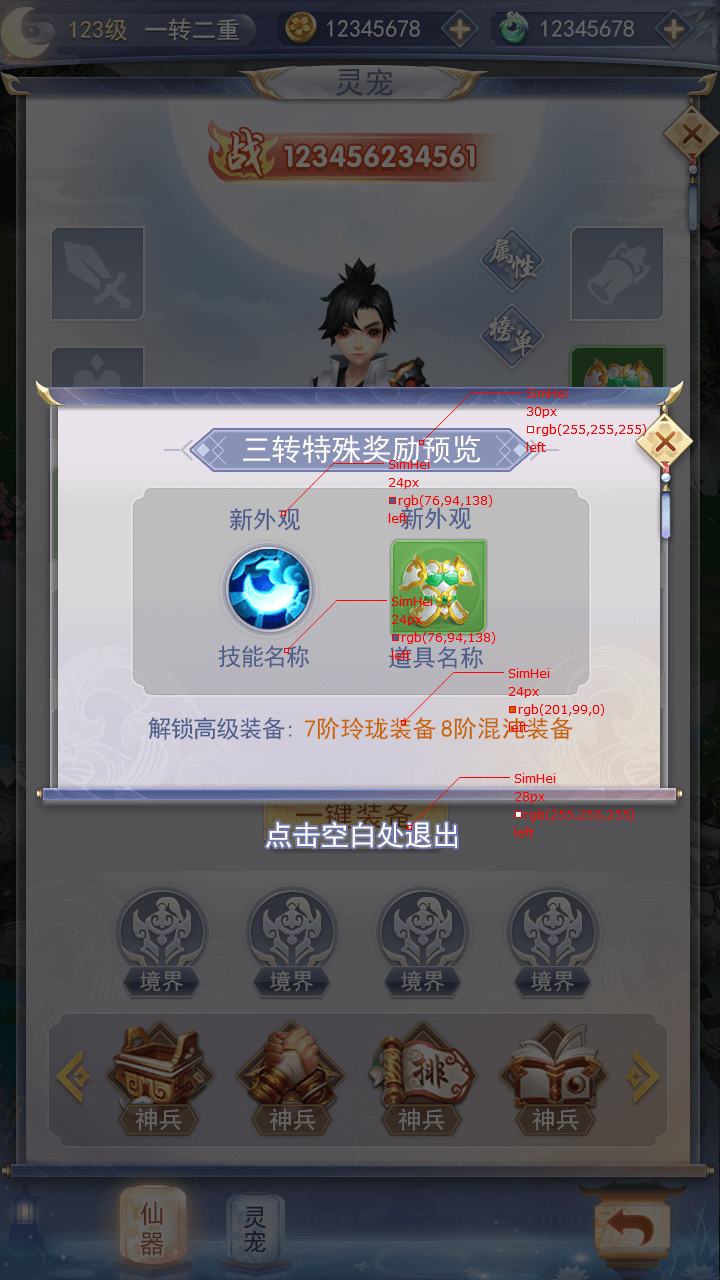 123级 一转二重 12345678 12345678
灵宠
战 123456234561
属性
榜单
SimHei
30px
rgb(255,255,255)
left
三转特殊奖励预览
SimHei
24px
rgb(76,94,138)
left
新外观 新外观
SimHei
24px
rgb(76,94,138)
left
技能名称 道具名称
SimHei
24px
rgb(201,99,0)
left
解锁高级装备：7阶玲珑装备 8阶混沌装备
SimHei
28px
rgb(255,255,255)
left
一键装备
点击空白处退出
境界 境界 境界 境界
排
神兵 神兵 神兵 神兵
仙器 灵宠